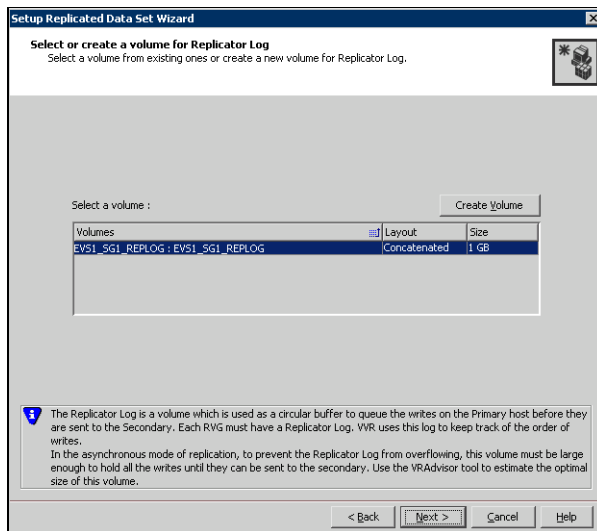 Setup Replicated Data Set Wizard
Select or create a volume for Replicator Log
Select a volume from existing ones or create a new volume for Replicator Log.
Select a volume :
Create Volume
Volumes Layout Size
EVS1_SG1_REPLOG : EVS1_SG1_REPLOG Concatenated 1 GB
The Replicator Log is a volume which is used as a circular buffer to queue the writes on the Primary host before they
are sent to the Secondary. Each RVG must have a Replicator Log. VVR uses this log to keep track of the order of
writes.
In the asynchronous mode of replication, to prevent the Replicator Log from overflowing, this volume must be large
enough to hold all the writes until they can be sent to the secondary. Use the VRAdvisor tool to estimate the optimal
size of this volume.
< Back Next > Cancel Help